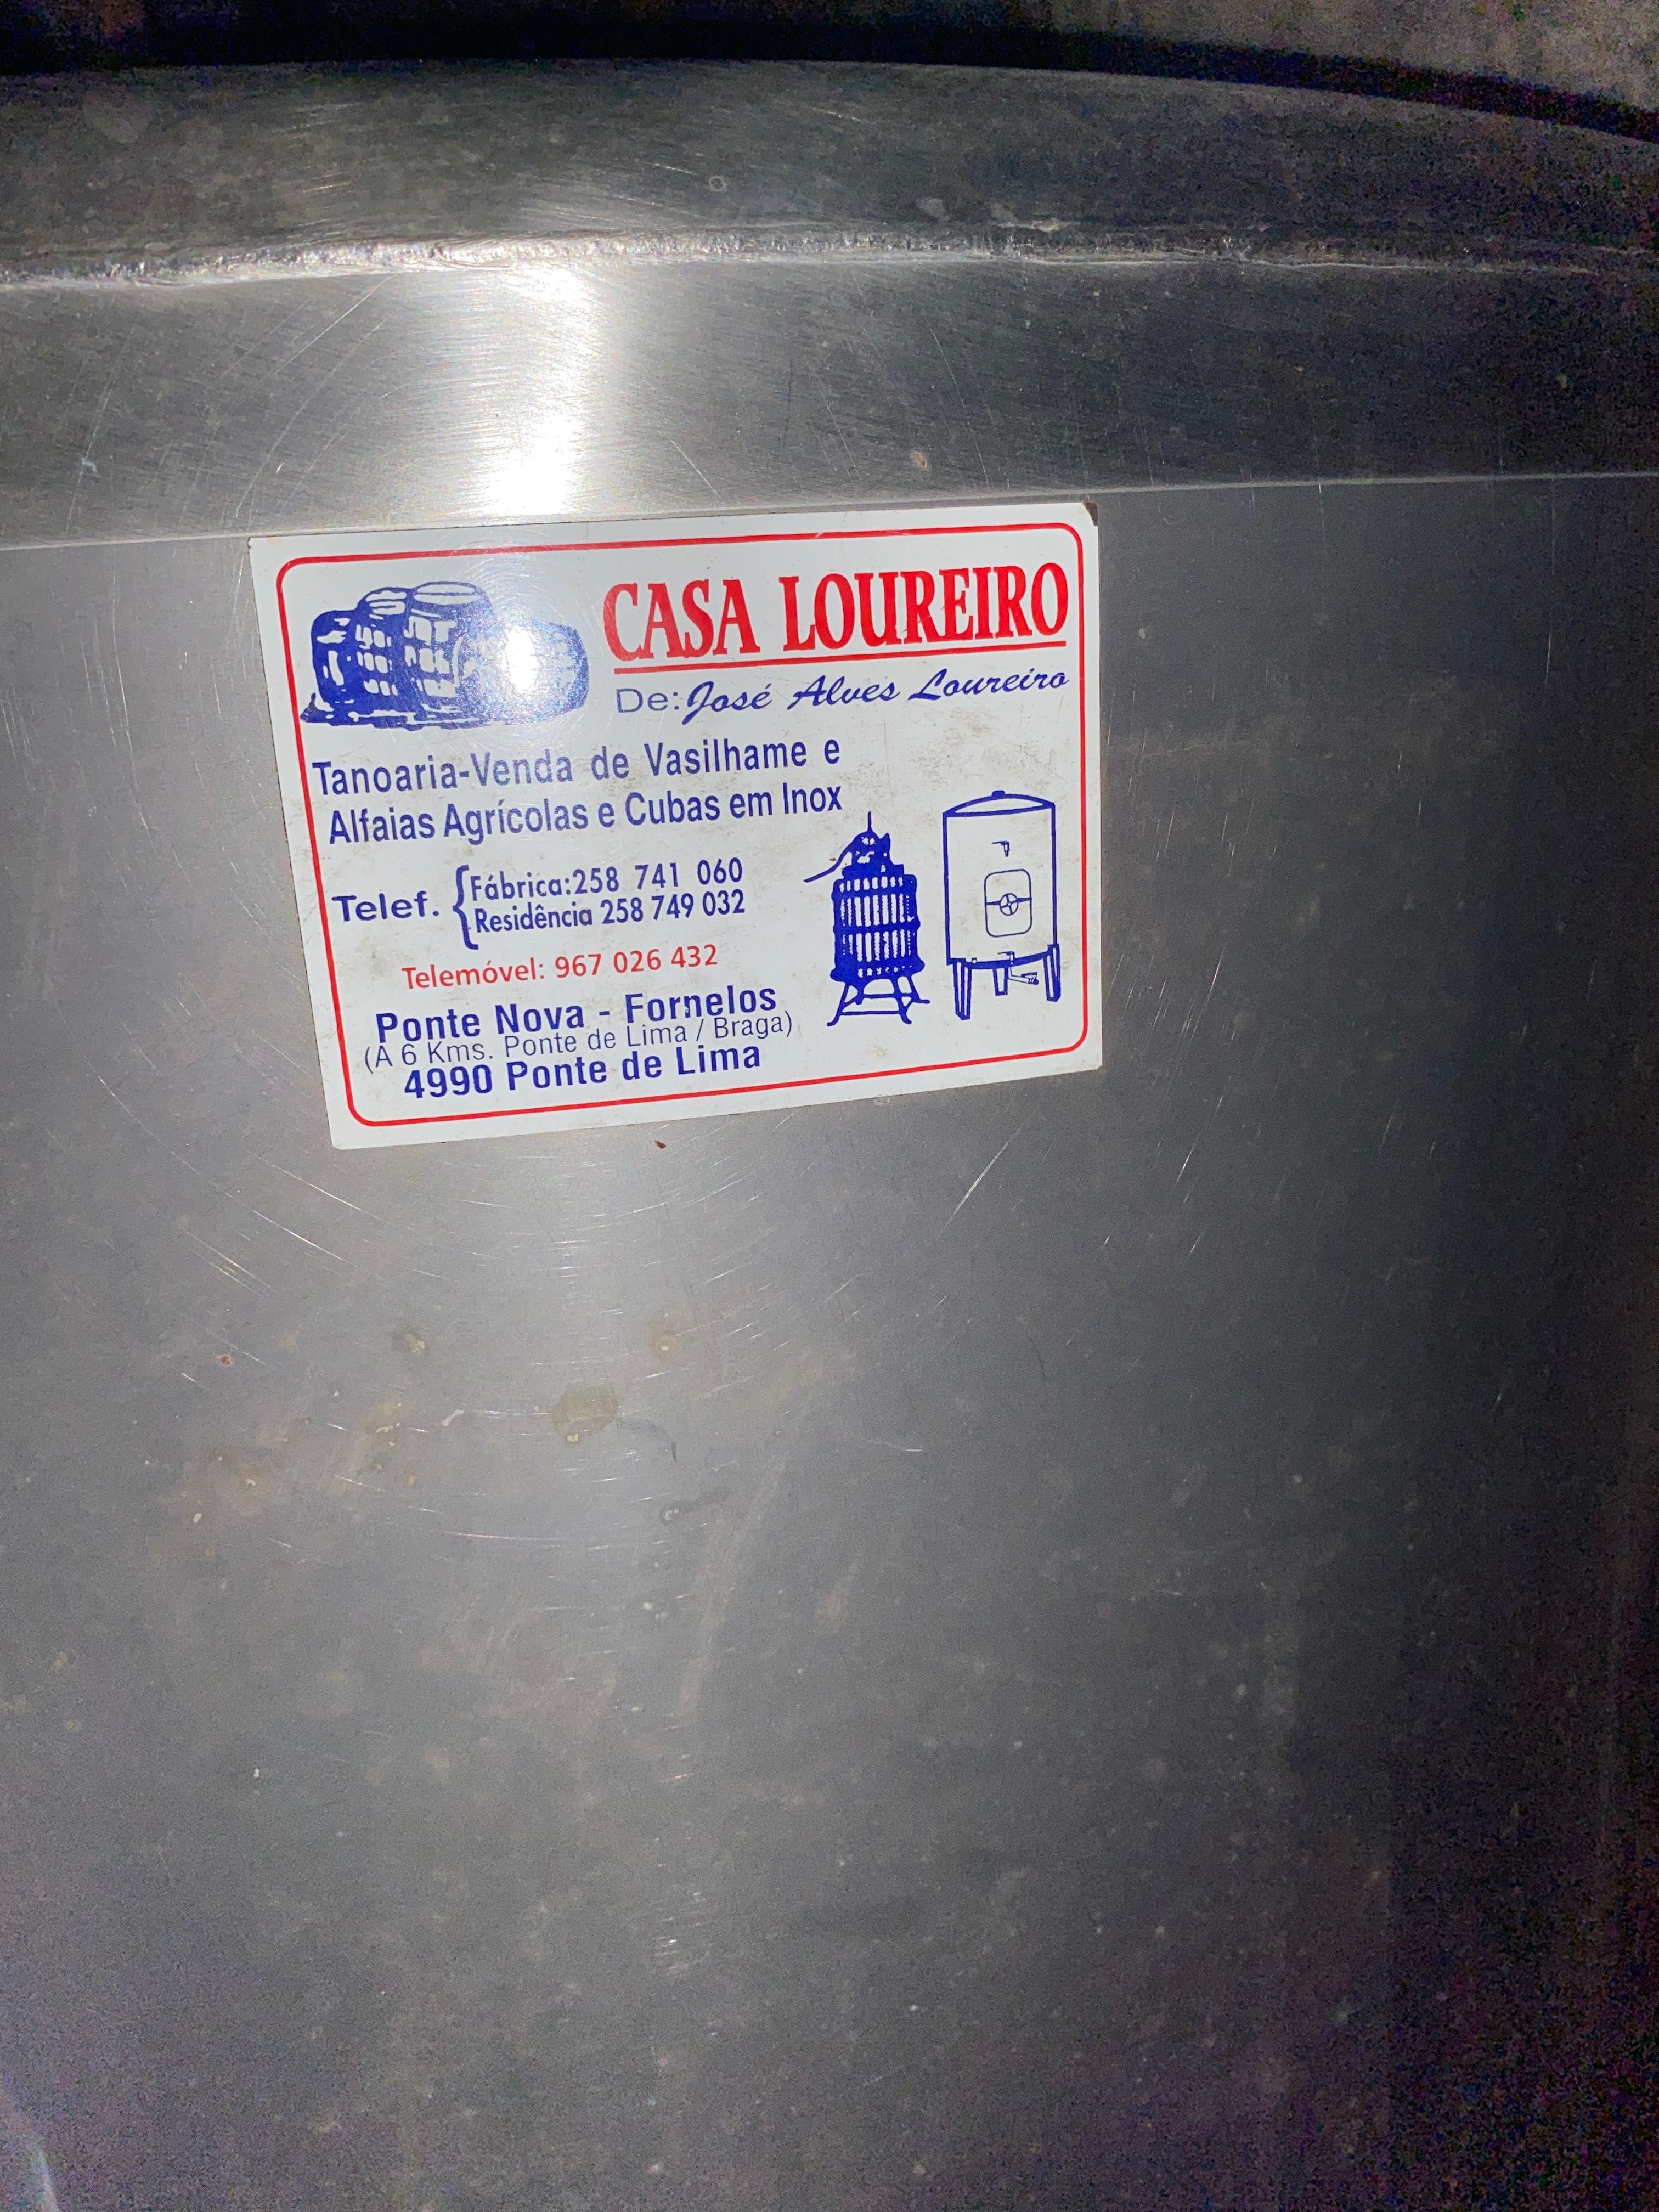 CASA LOUREIRO
De: José Alves Loureiro
Tanoaria-Venda de Vasilhame e
Alfaias Agrícolas e Cubas em Inox
Telef. { Fábrica: 258 741 060
Residência 258 749 032
Telemóvel: 967 026 432
Ponte Nova - Fornelos
(A 6 Kms. Ponte de Lima / Braga)
4990 Ponte de Lima